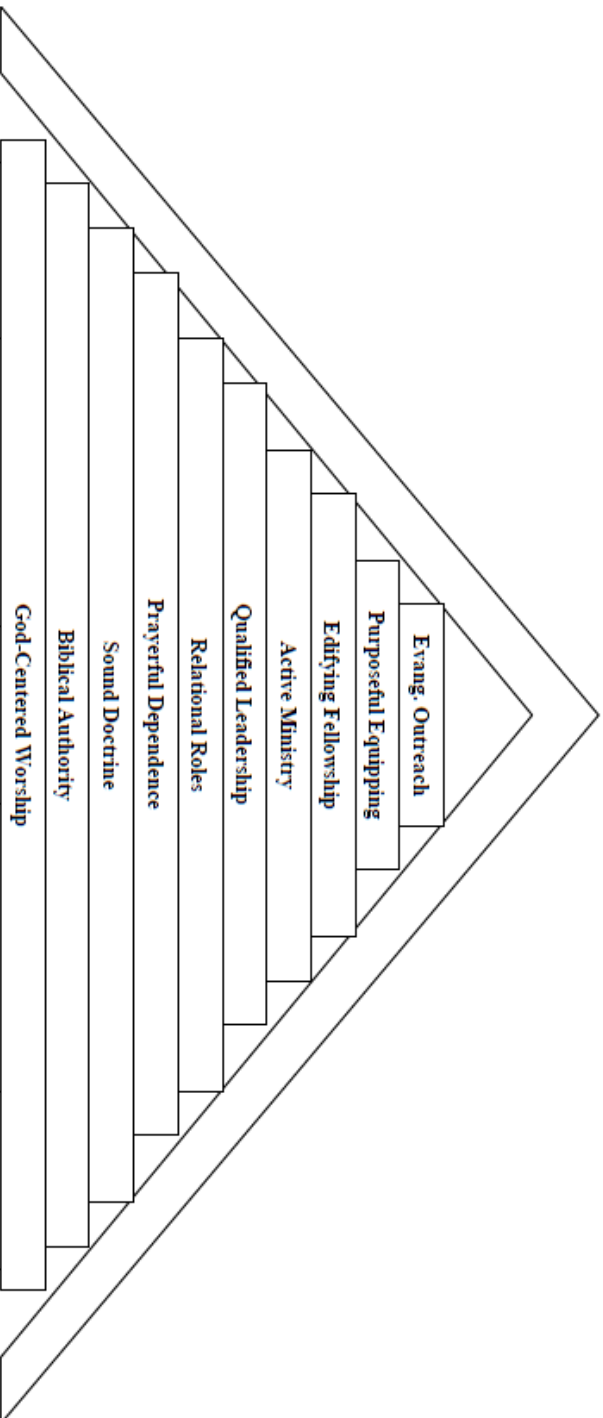 Evang. Outreach
Purposeful Equipping
Edifying Fellowship
Active Ministry
Qualified Leadership
Relational Roles
Prayerful Dependence
Sound Doctrine
Biblical Authority
God-Centered Worship